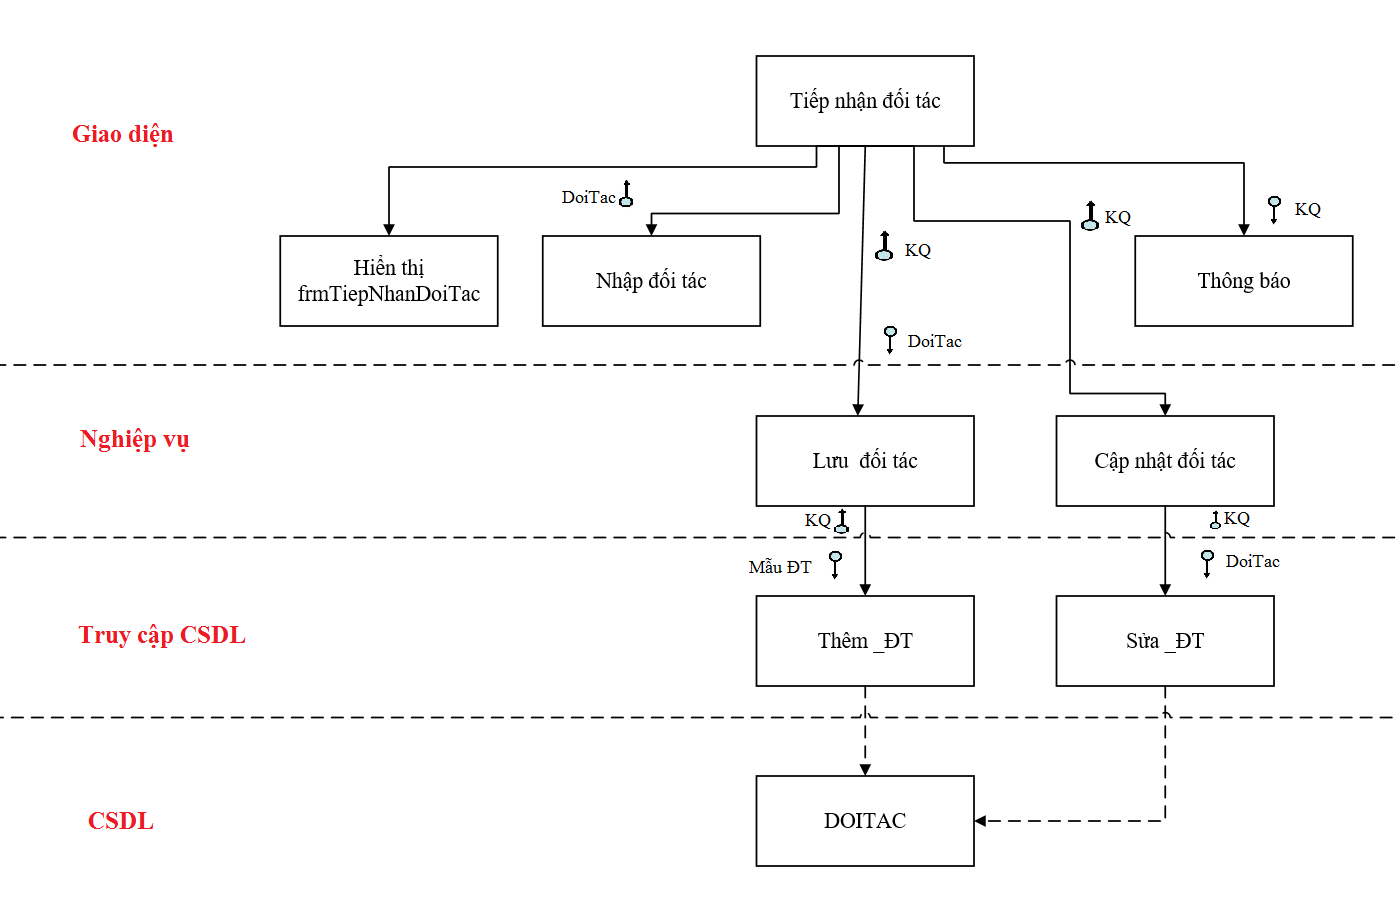 Tiếp nhận đối tác
Giao diện
DoiTac
KQ
KQ
KQ
Hiển thị
frmTiepNhanDoiTac
Nhập đối tác
Thông báo
DoiTac
Nghiệp vụ
Lưu  đối tác
Cập nhật đối tác
KQ
KQ
Mẫu ĐT
DoiTac
Truy cập CSDL
Thêm _ĐT
Sửa _ĐT
CSDL
DOITAC